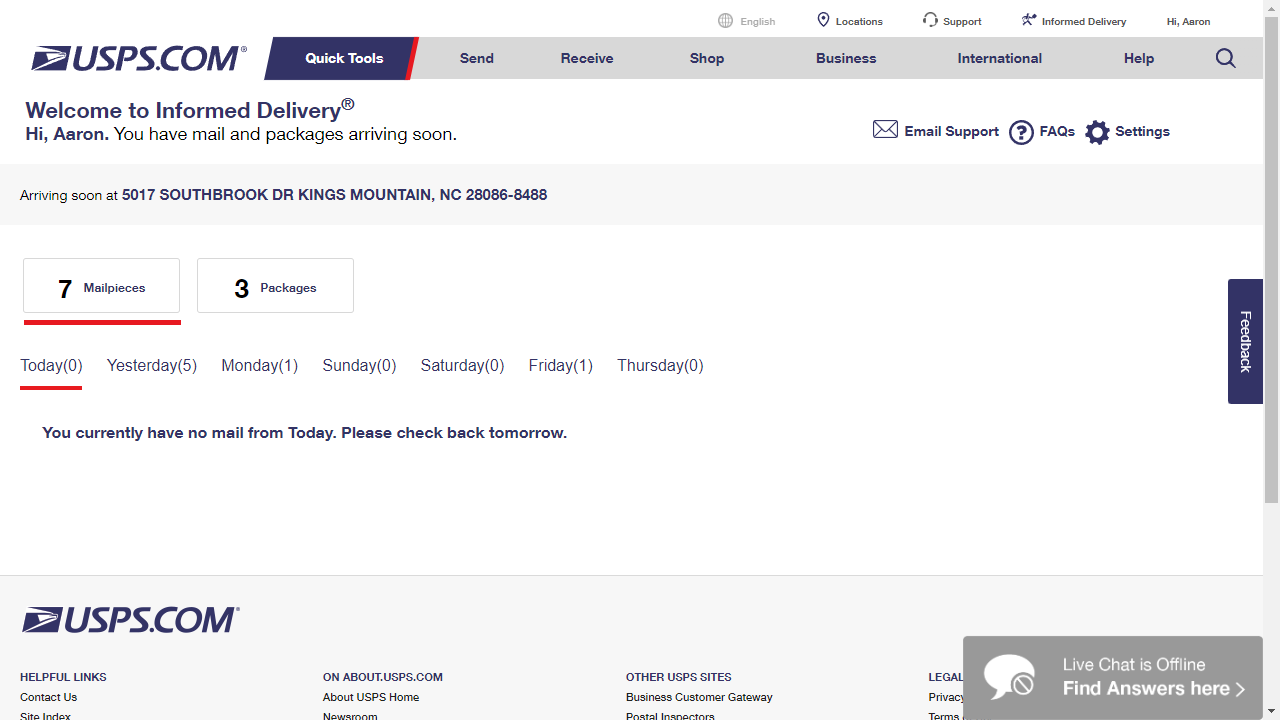 English
Locations
Support
Informed Delivery
Hi, Aaron
USPS.COM®
Quick Tools
Send
Receive
Shop
Business
International
Help
Welcome to Informed Delivery®
Hi, Aaron. You have mail and packages arriving soon.
Email Support
? FAQs
Settings
Arriving soon at 5017 SOUTHBROOK DR KINGS MOUNTAIN, NC 28086-8488
7 Mailpieces
3 Packages
Feedback
Today(0)
Yesterday(5)
Monday(1)
Sunday(0)
Saturday(0)
Friday(1)
Thursday(0)
You currently have no mail from Today. Please check back tomorrow.
USPS.COM®
HELPFUL LINKS
Contact Us
Site Index
ON ABOUT.USPS.COM
About USPS Home
Newsroom
OTHER USPS SITES
Business Customer Gateway
Postal Inspectors
LEGAL
Privacy
Terms
Live Chat is Offline
Find Answers here